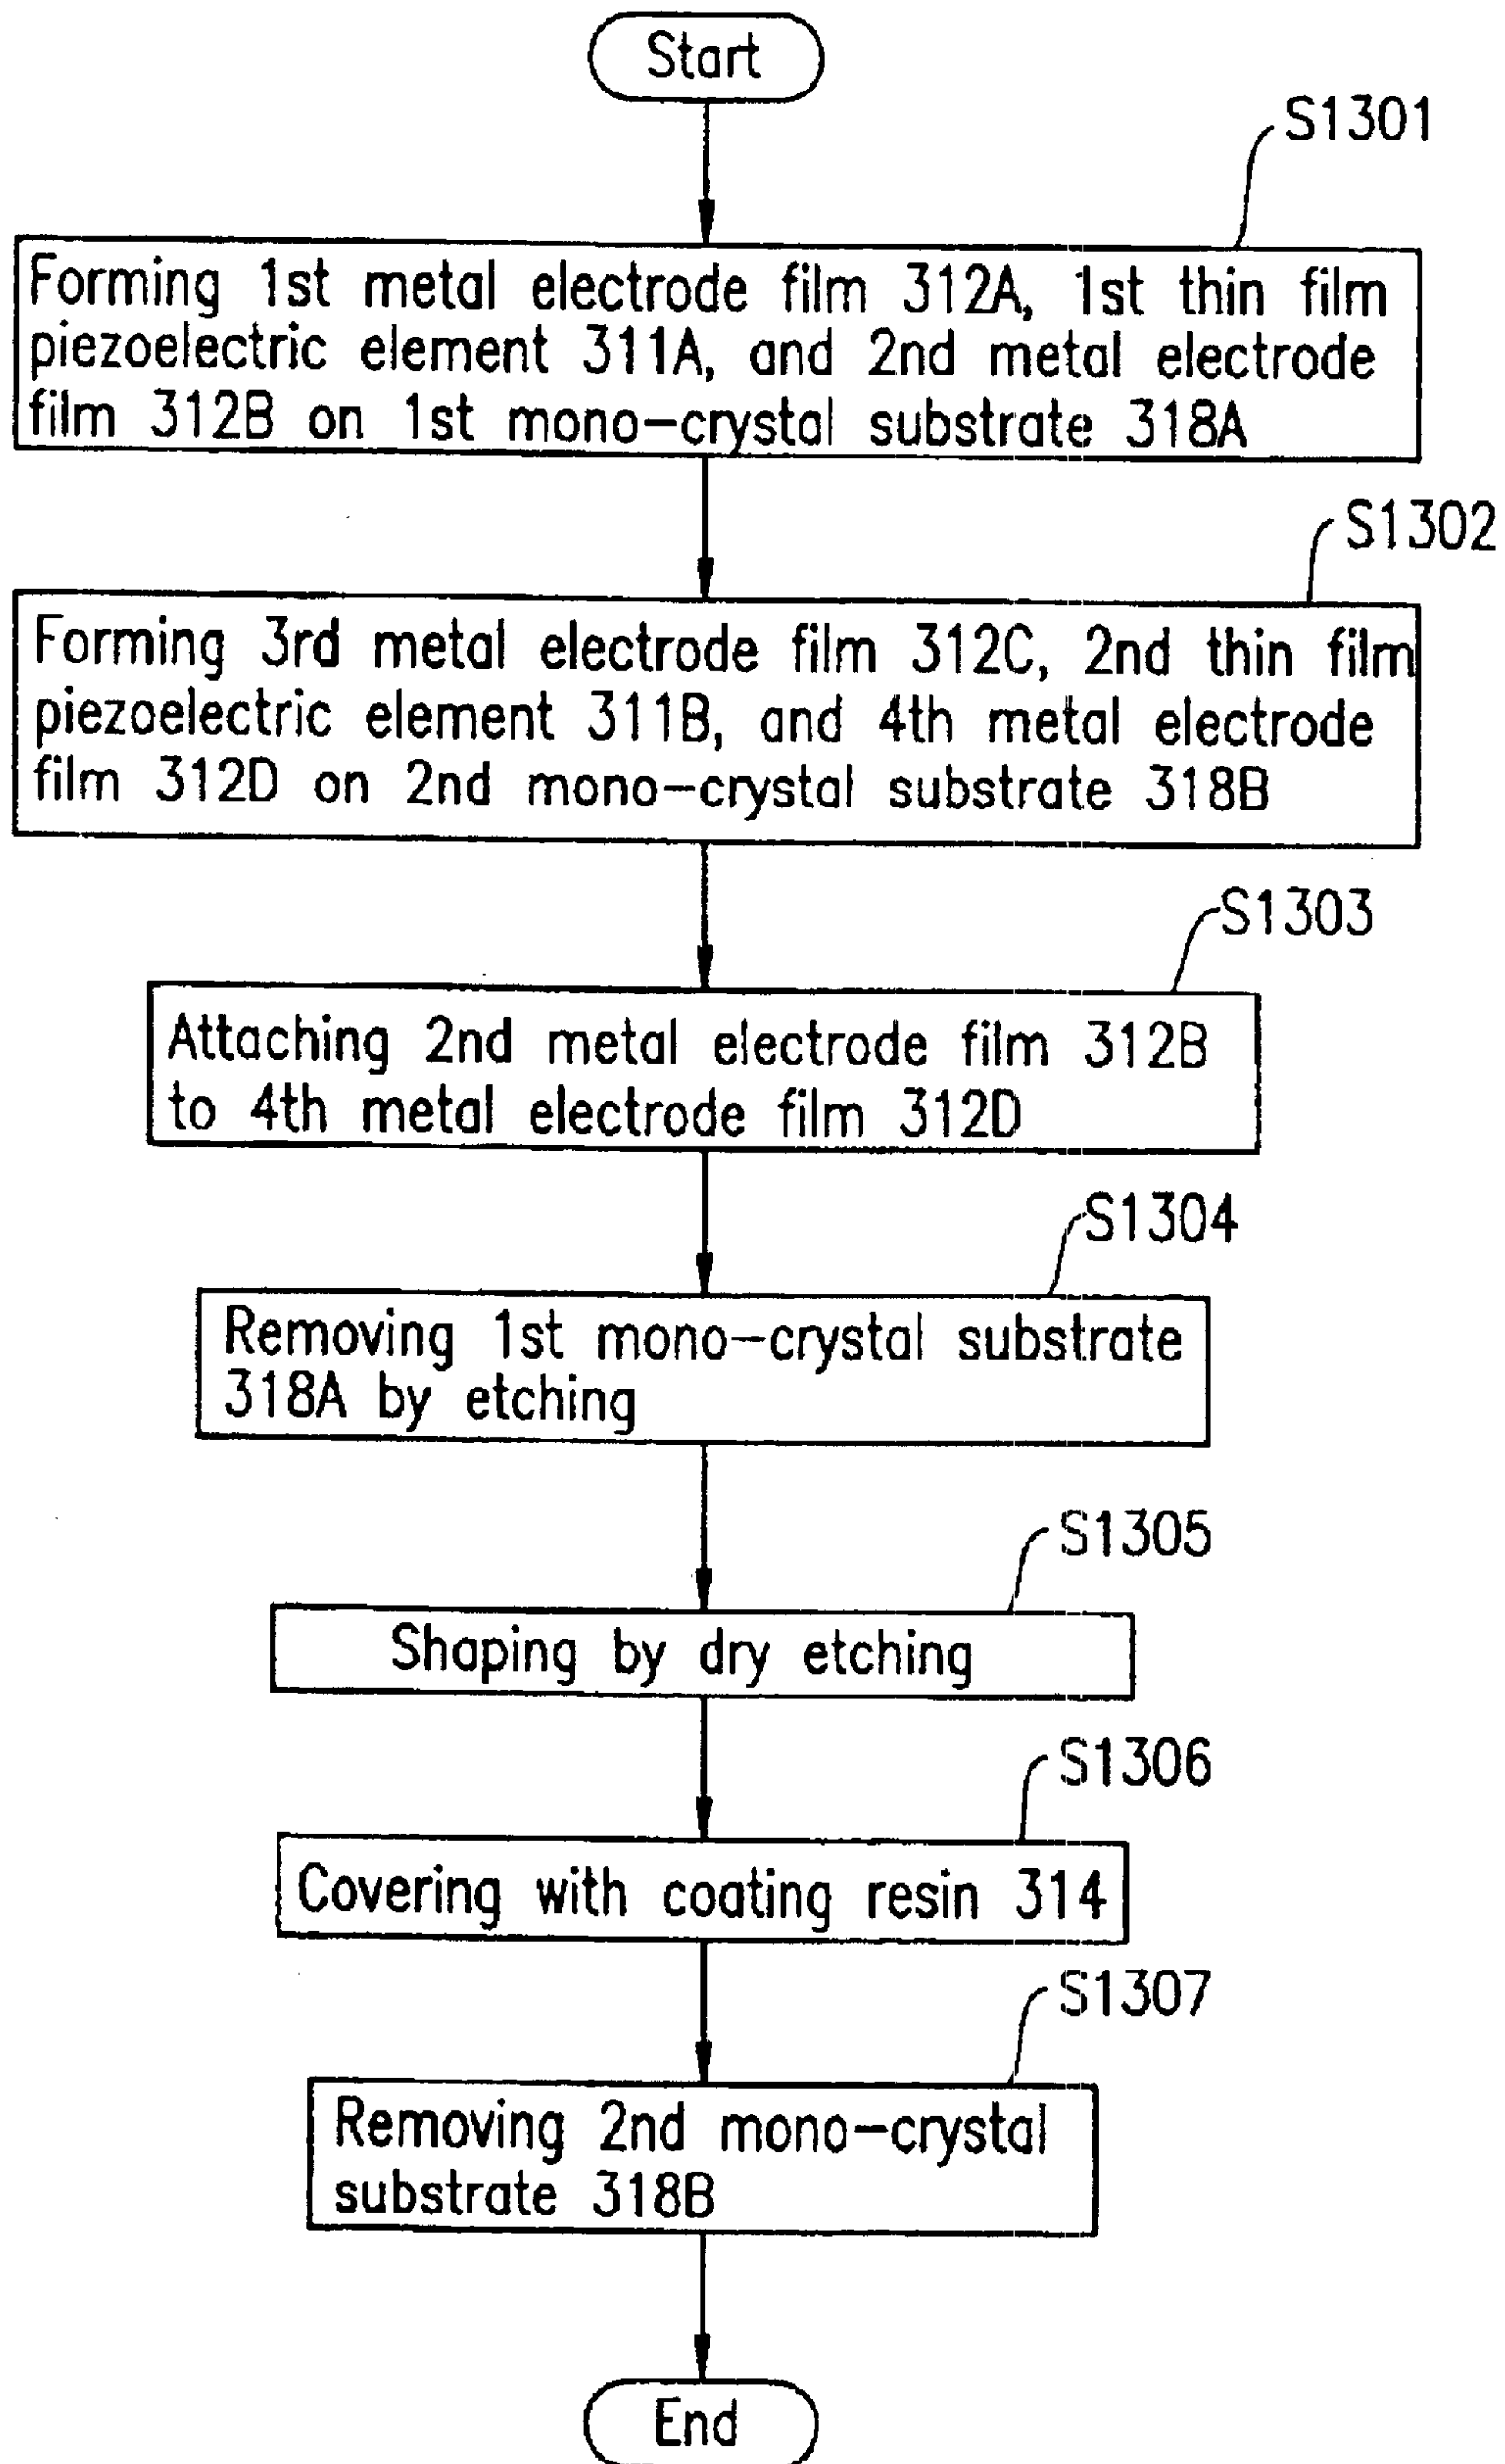 Start
S1301
Forming 1st metal electrode film 312A, 1st thin film
piezoelectric element 311A, and 2nd metal electrode
film 312B on 1st mono-crystal substrate 318A
S1302
Forming 3rd metal electrode film 312C, 2nd thin film
piezoelectric element 311B, and 4th metal electrode
film 312D on 2nd mono-crystal substrate 318B
S1303
Attaching 2nd metal electrode film 312B
to 4th metal electrode film 312D
S1304
Removing 1st mono-crystal substrate
318A by etching
S1305
Shaping by dry etching
S1306
Covering with coating resin 314
S1307
Removing 2nd mono-crystal
substrate 318B
End